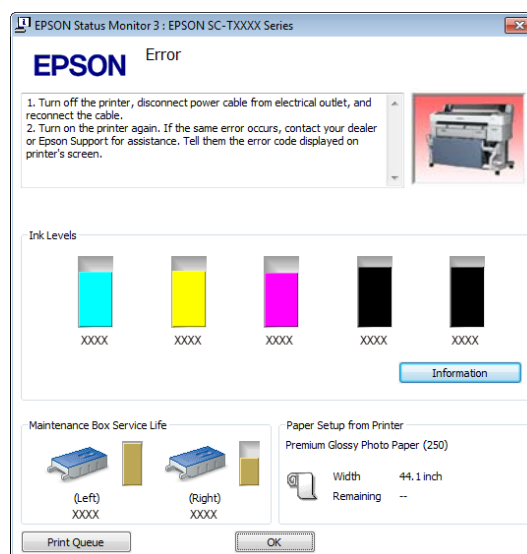 EPSON Status Monitor 3 : EPSON SC-TXXXX Series
EPSON
Error
1. Turn off the printer, disconnect power cable from electrical outlet, and
reconnect the cable.
2. Turn on the printer again. If the same error occurs, contact your dealer
or Epson Support for assistance. Tell them the error code displayed on
printer's screen.
Ink Levels
XXXX XXXX XXXX XXXX XXXX
Information
Maintenance Box Service Life
(Left) (Right)
XXXX XXXX
Paper Setup from Printer
Premium Glossy Photo Paper (250)
Width 44.1 inch
Remaining --
Print Queue
OK